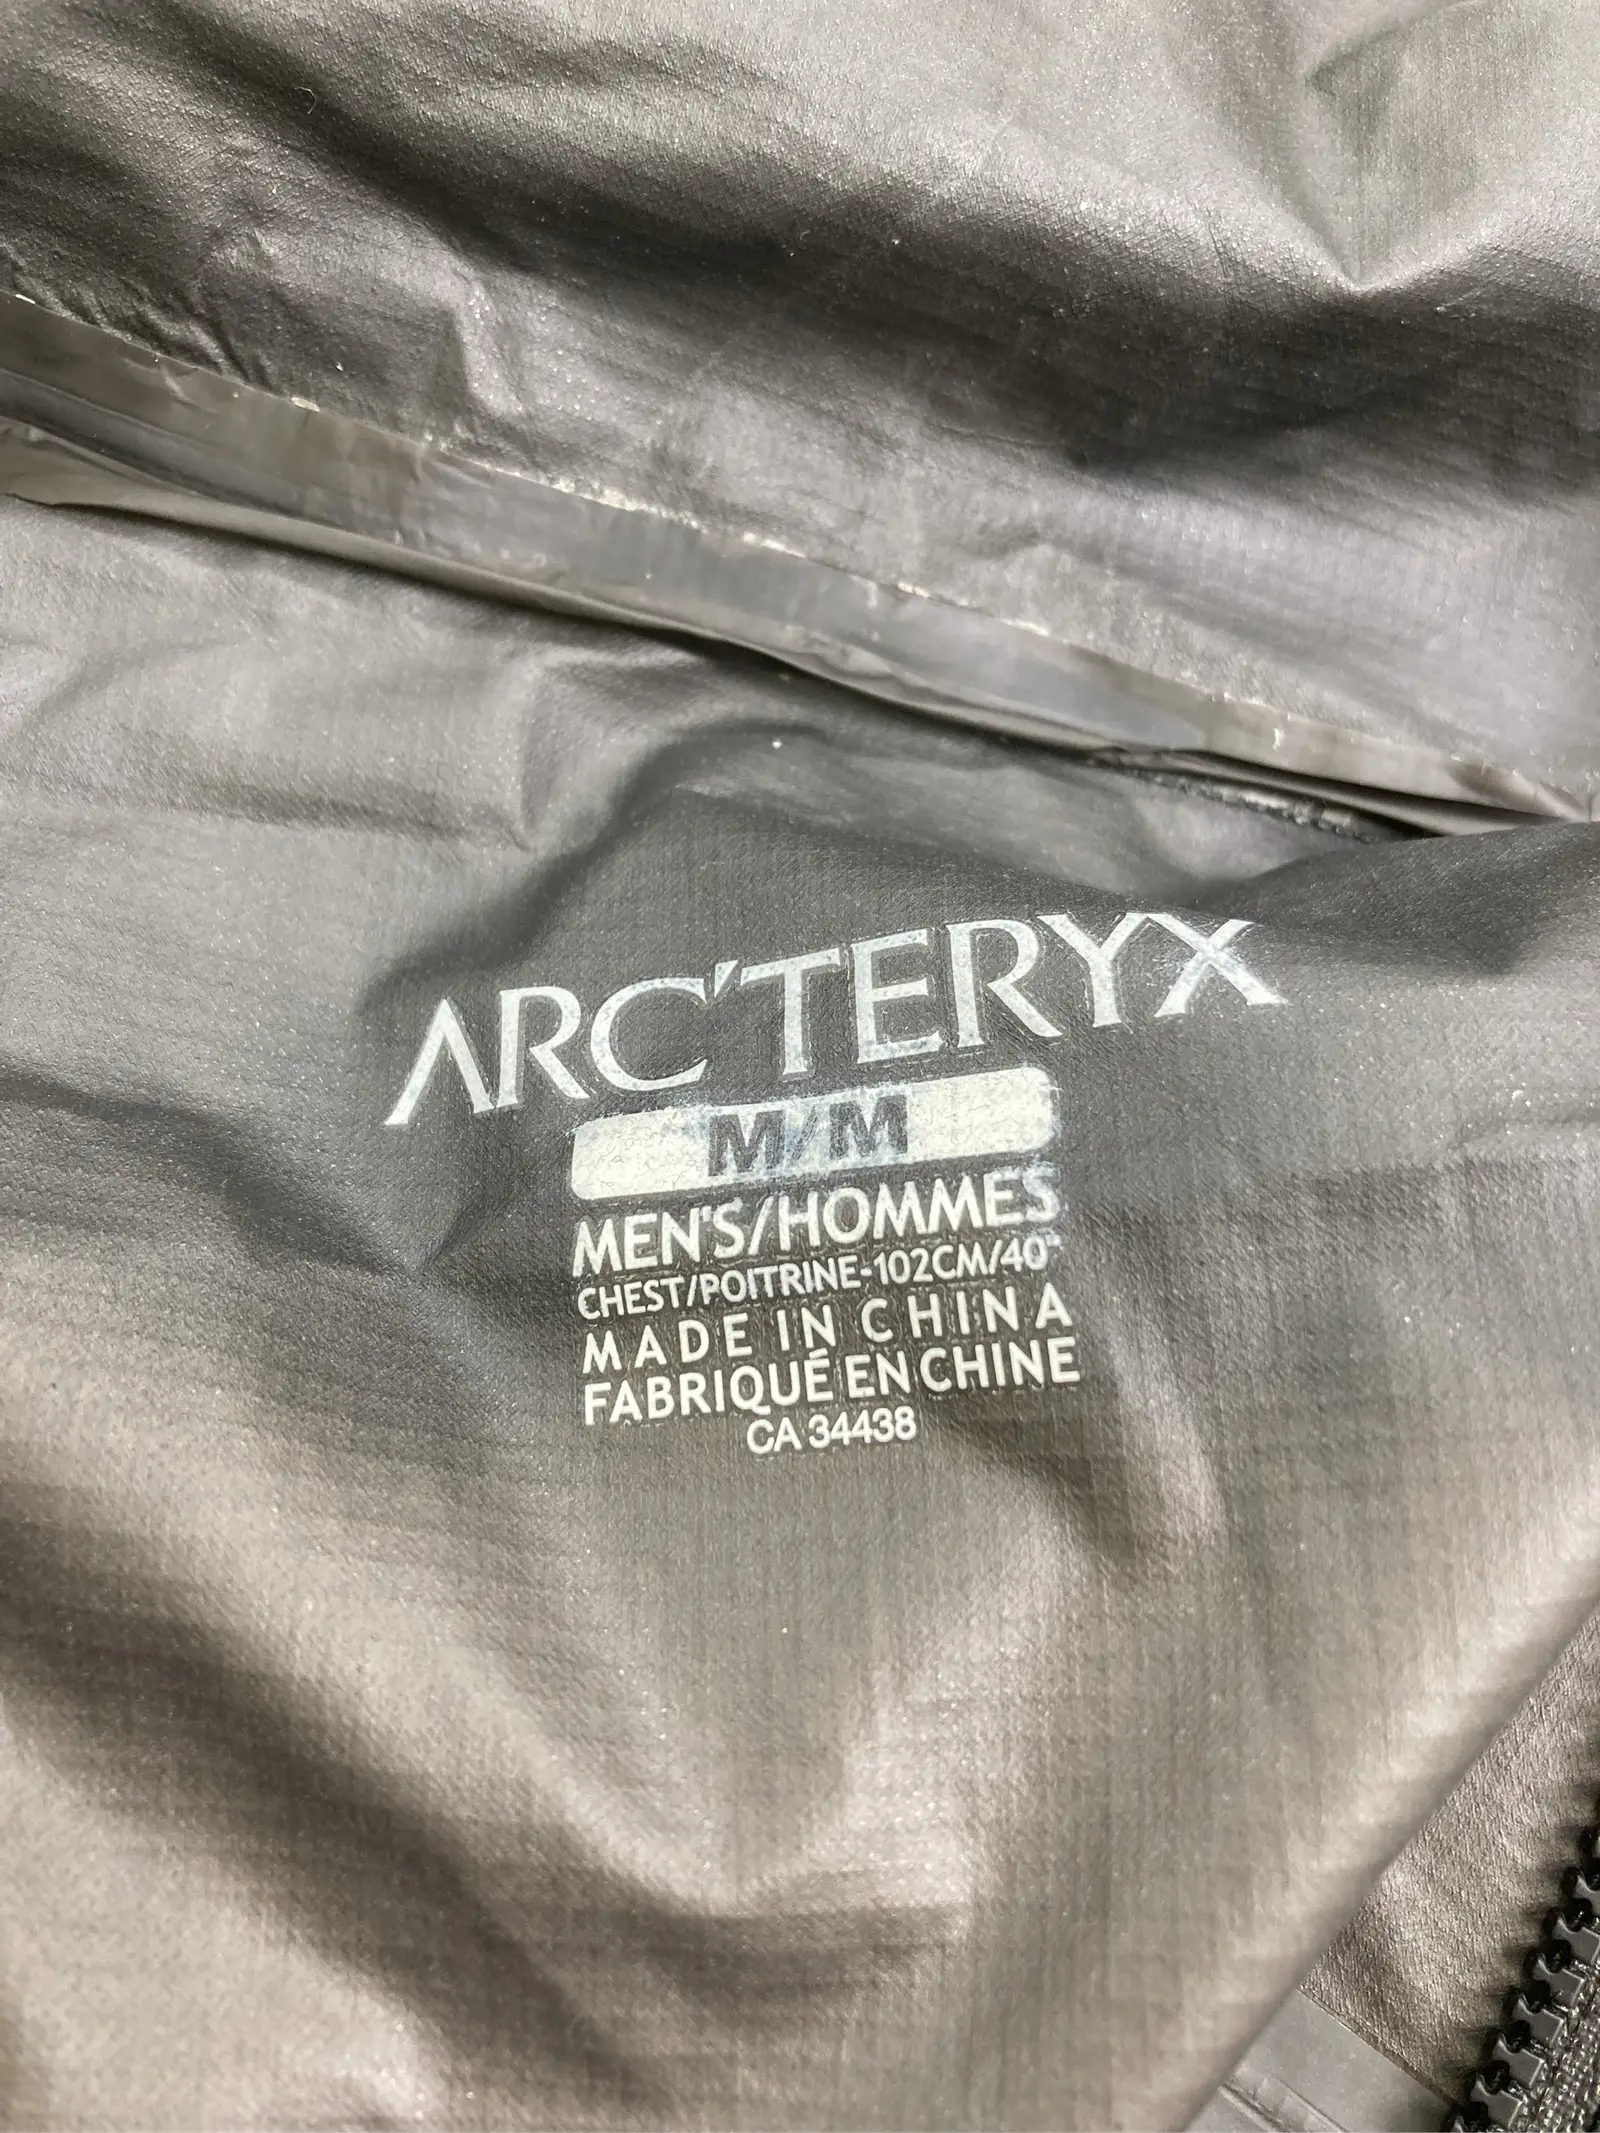 ARC'TERYX
M/M
MEN'S/HOMMES
CHEST/POITRINE-102CM/40"
MADE IN CHINA
FABRIQUÉ EN CHINE
CA 34438